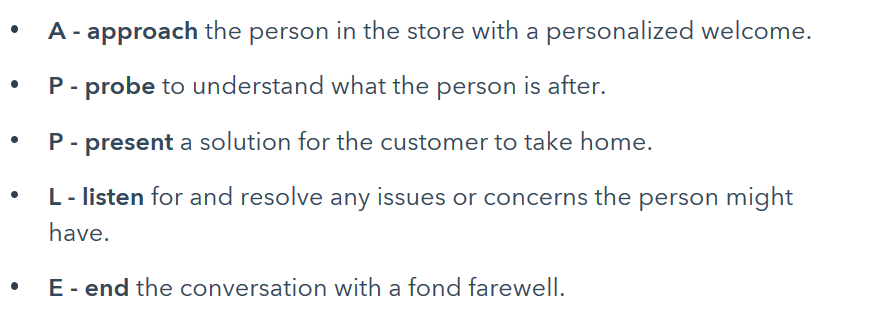 • A - approach the person in the store with a personalized welcome.
• P - probe to understand what the person is after.
• P - present a solution for the customer to take home.
• L - listen for and resolve any issues or concerns the person might
have.
• E - end the conversation with a fond farewell.